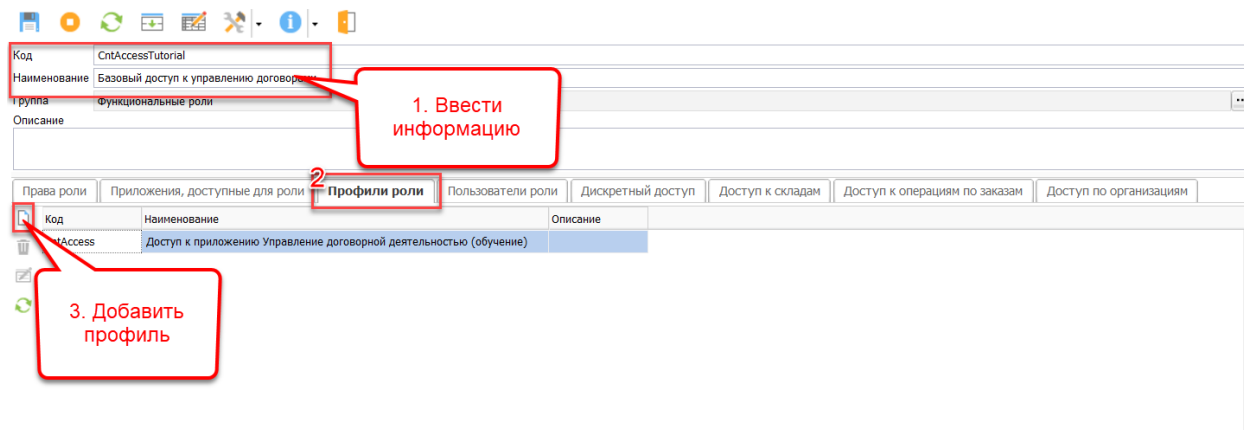 Код CntAccessTutorial
Наименование Базовый доступ к управлению
Группа Функциональные роли
Описание
1. Ввести
информацию
2
Права роли Приложения, доступные для роли Профили роли Пользователи роли Дискретный доступ Доступ к складам Доступ к операциям по заказам Доступ по организациям
Код Наименование Описание
Доступ к приложению Управление договорной деятельностью (обучение)
3. Добавить
профиль